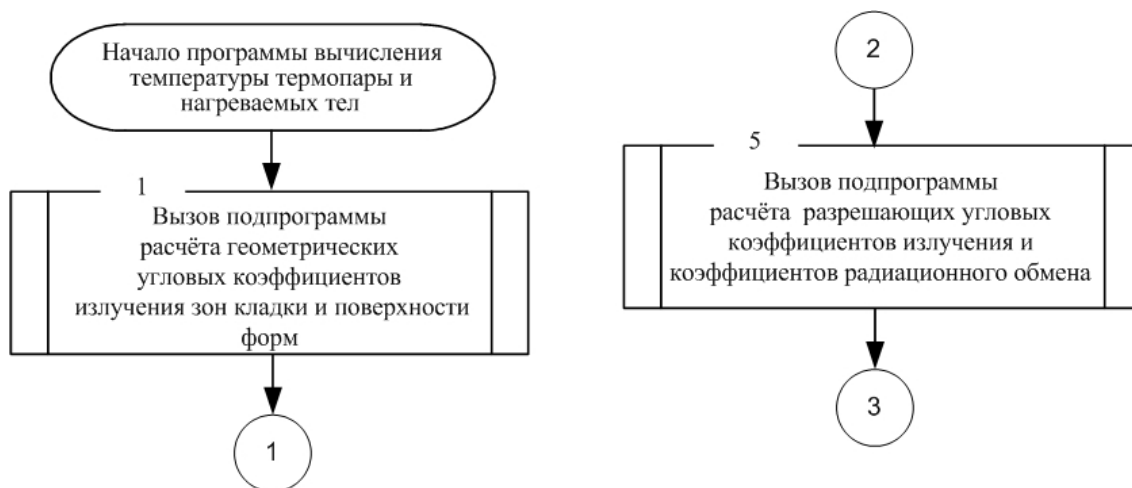 Начало программы вычисления
температуры термопары и
нагреваемых тел
1
Вызов подпрограммы
расчёта геометрических
угловых коэффициентов
излучения зон кладки и поверхности
форм
1
2
5
Вызов подпрограммы
расчёта разрешающих угловых
коэффициентов излучения и
коэффициентов радиационного обмена
3